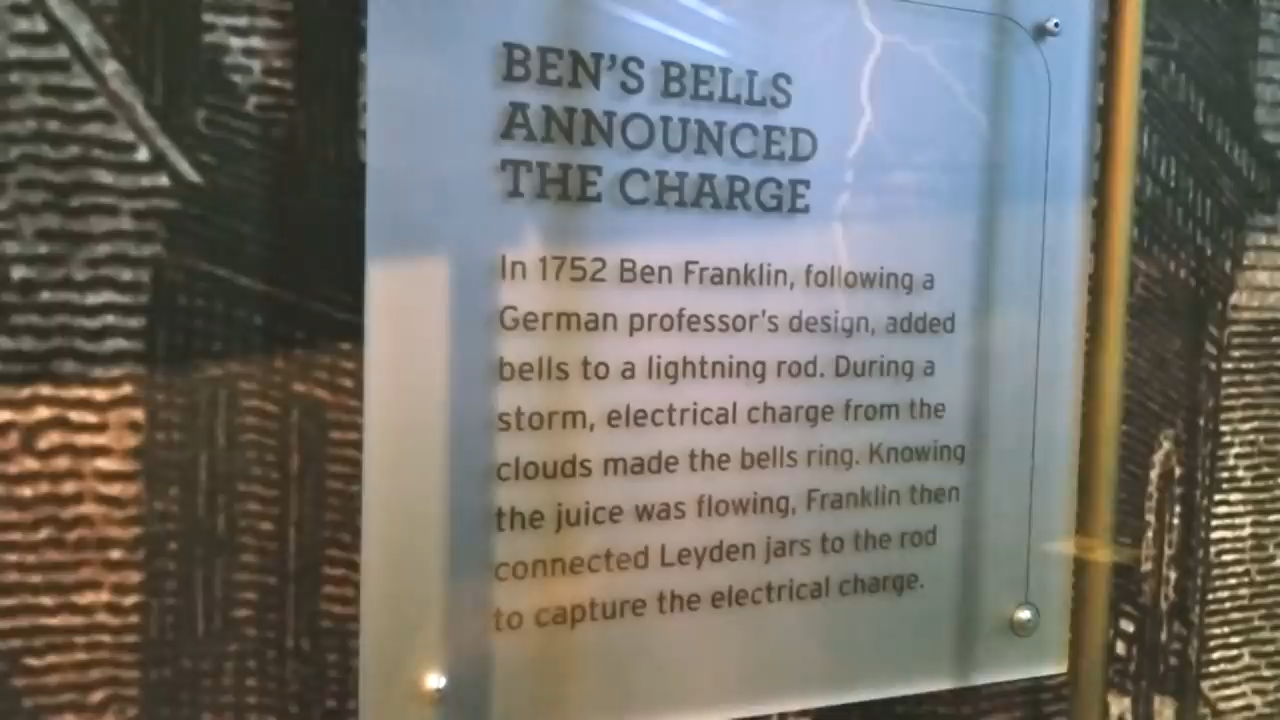 BEN'S BELLS
ANNOUNCED
THE CHARGE
In 1752 Ben Franklin, following a
German professor's design, added
bells to a lightning rod. During a
storm, electrical charge from the
clouds made the bells ring. Knowing
the juice was flowing, Franklin then
connected Leyden jars to the rod
to capture the electrical charge.